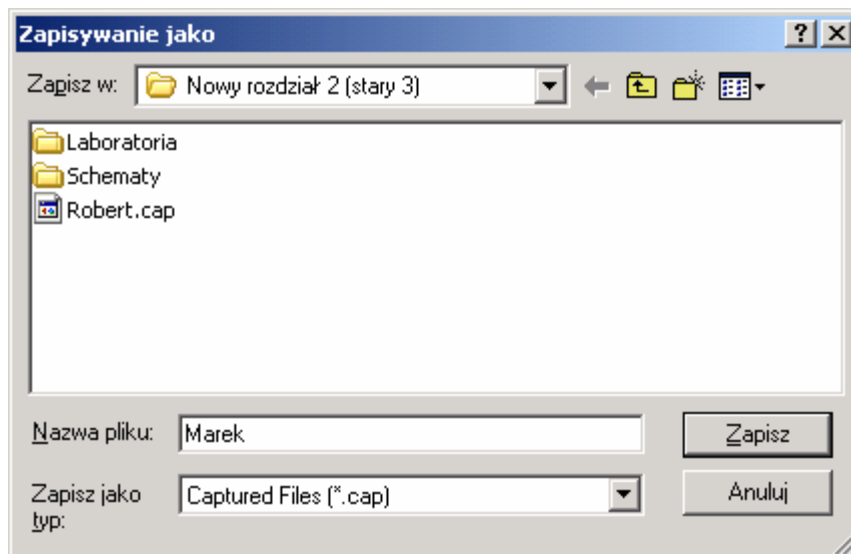 Zapisywanie jako
Zapisz w: Nowy rozdział 2 (stary 3)
Laboratoria
Schematy
Robert.cap
Nazwa pliku: Marek Zapisz
Zapisz jako typ: Captured Files (*.cap) Anuluj